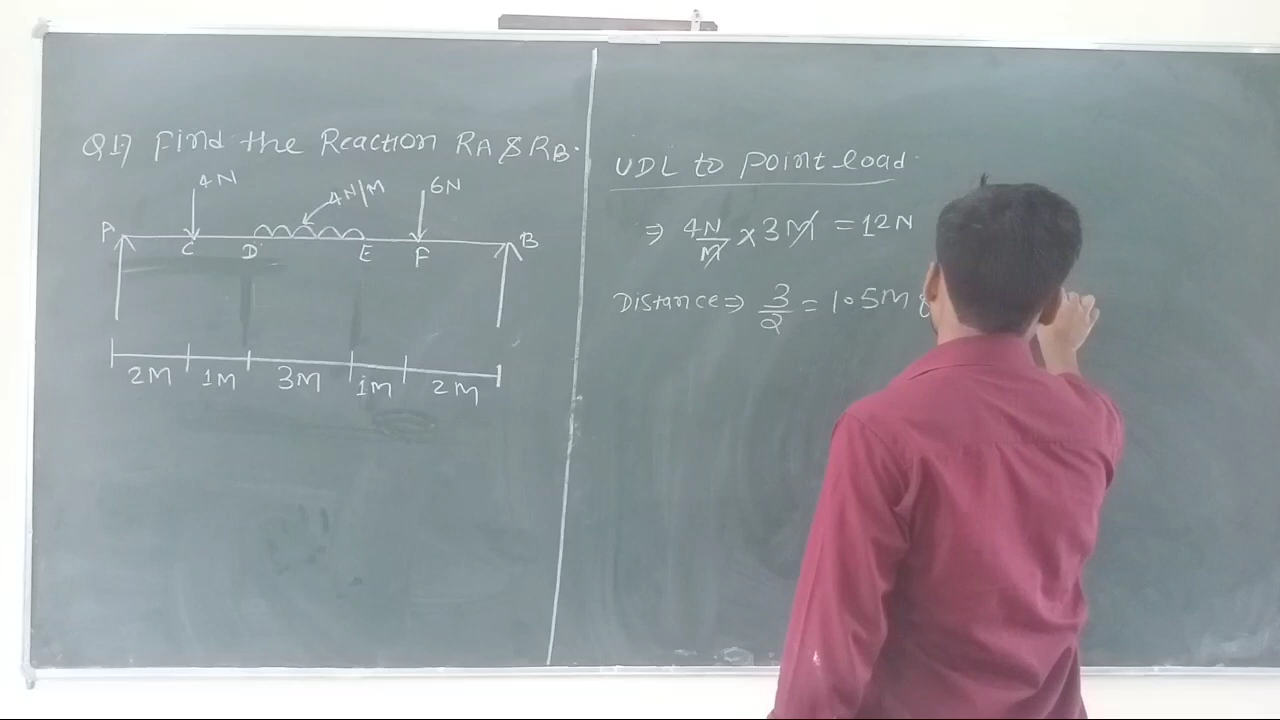 Q1) Find the Reaction RA & RB.
4N 4N/M 6N
A C D E F B
2M 1M 3M 1M 2M
UDL to point load.
⇒ 4N/M × 3M = 12N
Distance ⇒ 3/2 = 1.5M